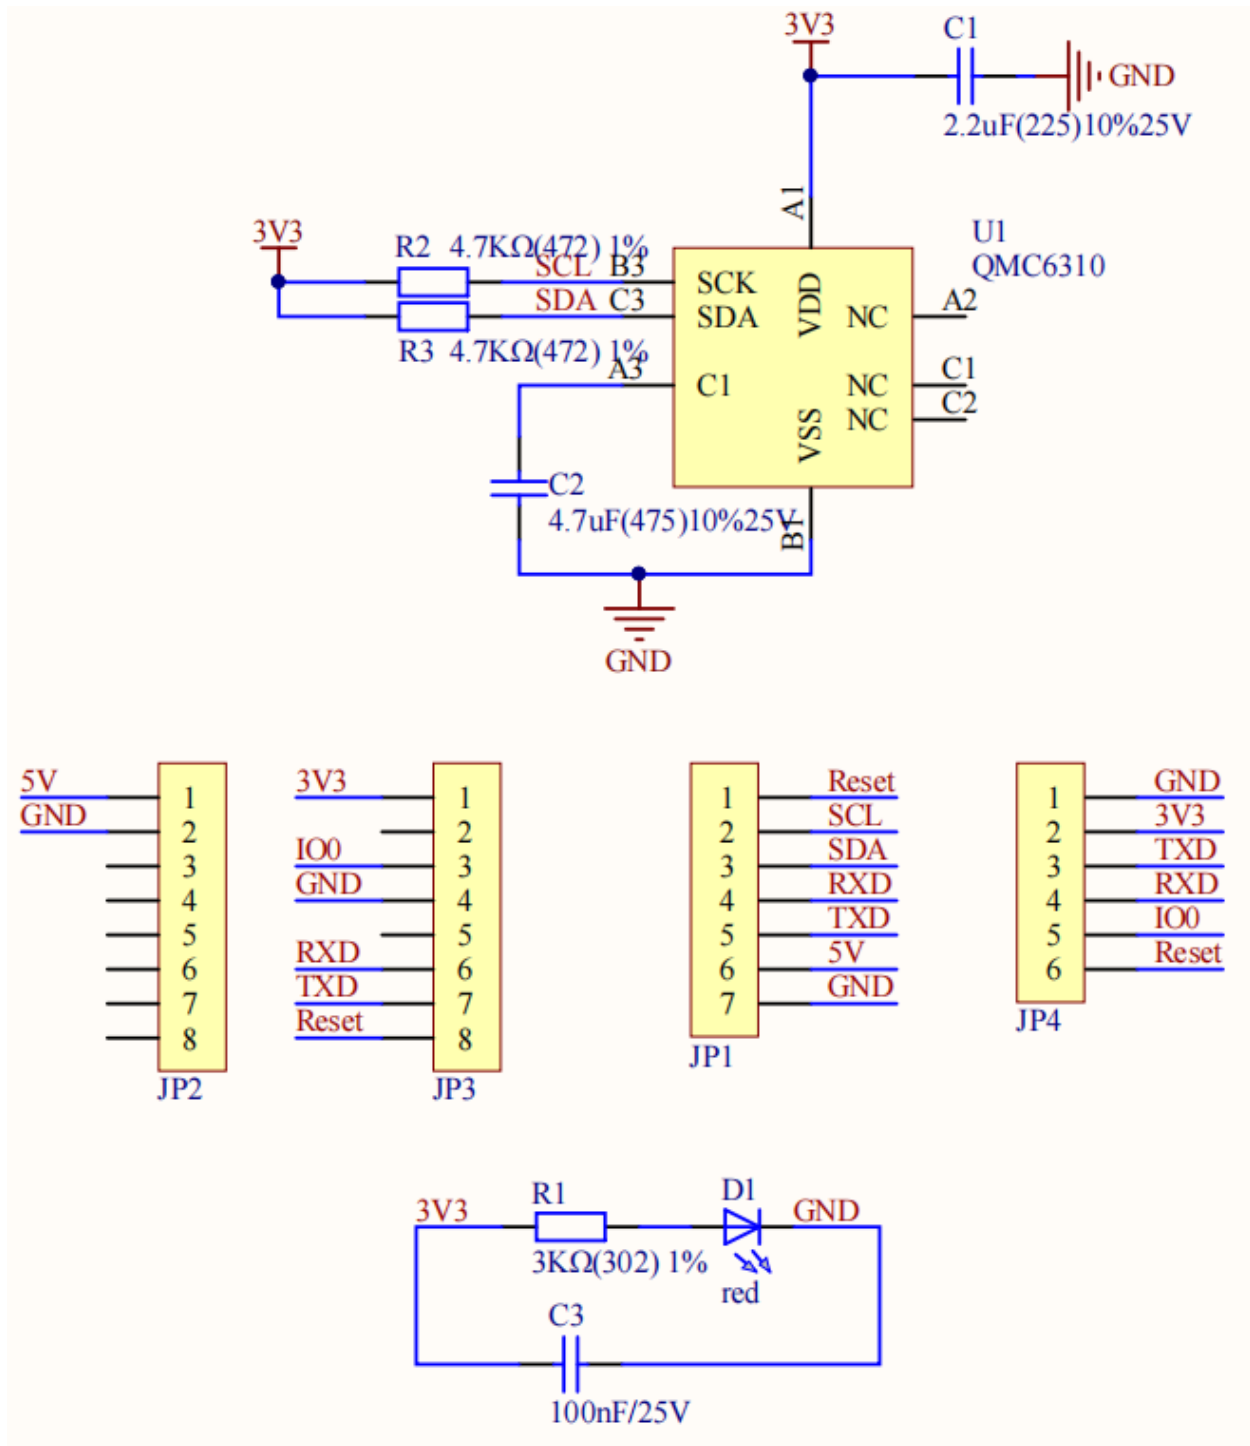 3V3
C1
GND
2.2uF(225)10%25V
A1
3V3
R2 4.7KΩ(472) 1%
SCL B3
SDA C3
R3 4.7KΩ(472) 1%
A3
U1
QMC6310
SCK
SDA
C1
VDD
VSS
NC
NC
NC
A2
C1
C2
C2
4.7uF(475)10%25V
B1
GND
5V
GND
1
2
3
4
5
6
7
8
JP2
3V3
IO0
GND
RXD
TXD
Reset
1
2
3
4
5
6
7
8
JP3
1
2
3
4
5
6
7
Reset
SCL
SDA
RXD
TXD
5V
GND
JP1
1
2
3
4
5
6
GND
3V3
TXD
RXD
IO0
Reset
JP4
3V3
R1
3KΩ(302) 1%
D1
red
GND
C3
100nF/25V